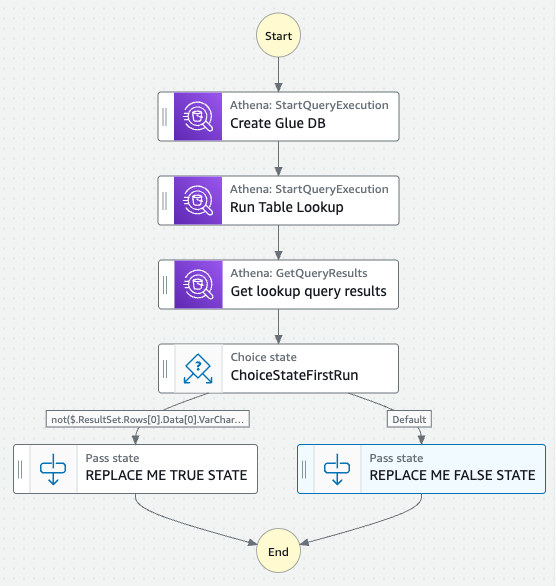 Start
Athena: StartQueryExecution
Create Glue DB
Athena: StartQueryExecution
Run Table Lookup
Athena: GetQueryResults
Get lookup query results
Choice state
ChoiceStateFirstRun
not($.ResultSet.Rows[0].Data[0].VarChar...
Default
Pass state
REPLACE ME TRUE STATE
Pass state
REPLACE ME FALSE STATE
End